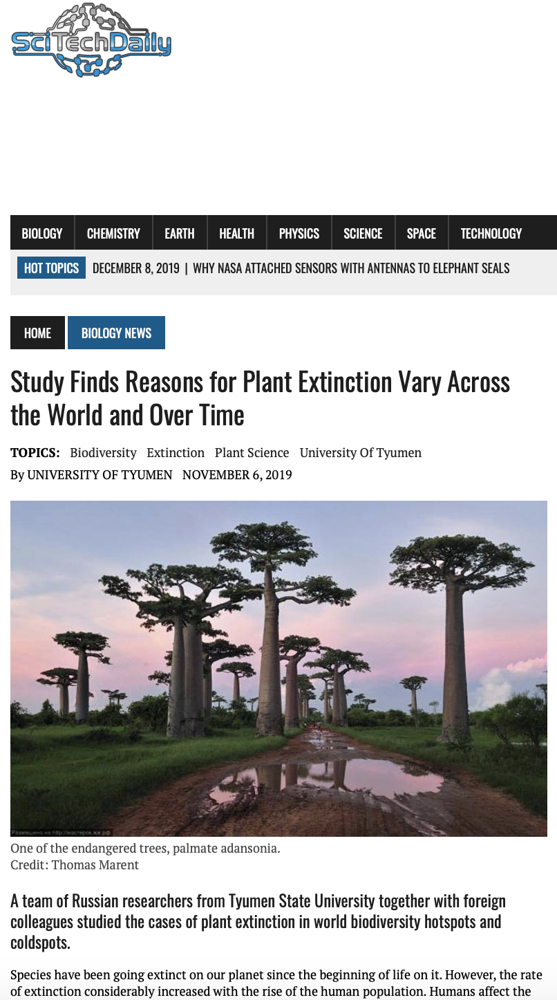 SciTechDaily
BIOLOGY CHEMISTRY EARTH HEALTH PHYSICS SCIENCE SPACE TECHNOLOGY
HOT TOPICS DECEMBER 8, 2019 | WHY NASA ATTACHED SENSORS WITH ANTENNAS TO ELEPHANT SEALS
HOME BIOLOGY NEWS
Study Finds Reasons for Plant Extinction Vary Across
the World and Over Time
TOPICS: Biodiversity Extinction Plant Science University Of Tyumen
By UNIVERSITY OF TYUMEN NOVEMBER 6, 2019
Размещено на http://мастерок.жж.рф
One of the endangered trees, palmate adansonia.
Credit: Thomas Marent
A team of Russian researchers from Tyumen State University together with foreign
colleagues studied the cases of plant extinction in world biodiversity hotspots and
coldspots.
Species have been going extinct on our planet since the beginning of life on it. However, the rate
of extinction considerably increased with the rise of the human population. Humans affect the